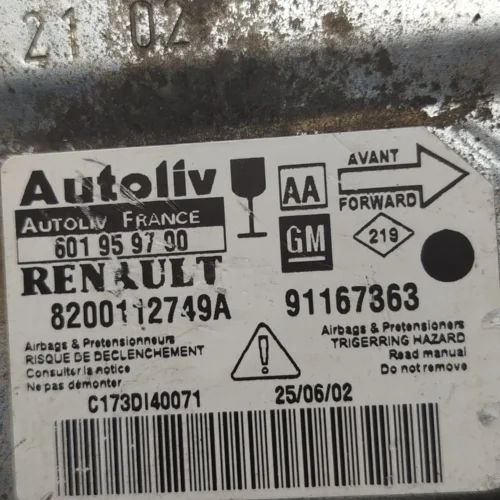 21 02
Autoliv
AUTOLIV FRANCE
601 95 97 00
RENAULT
8200112749A
AA
GM
AVANT
FORWARD
219
91167363
Airbags & Pretensionneurs
RISQUE DE DECLENCHEMENT
Consulter la notice
Ne pas démonter
Airbags & Pretensioners
TRIGERRING HAZARD
Read manual
Do not remove
C173DI40071
25/06/02